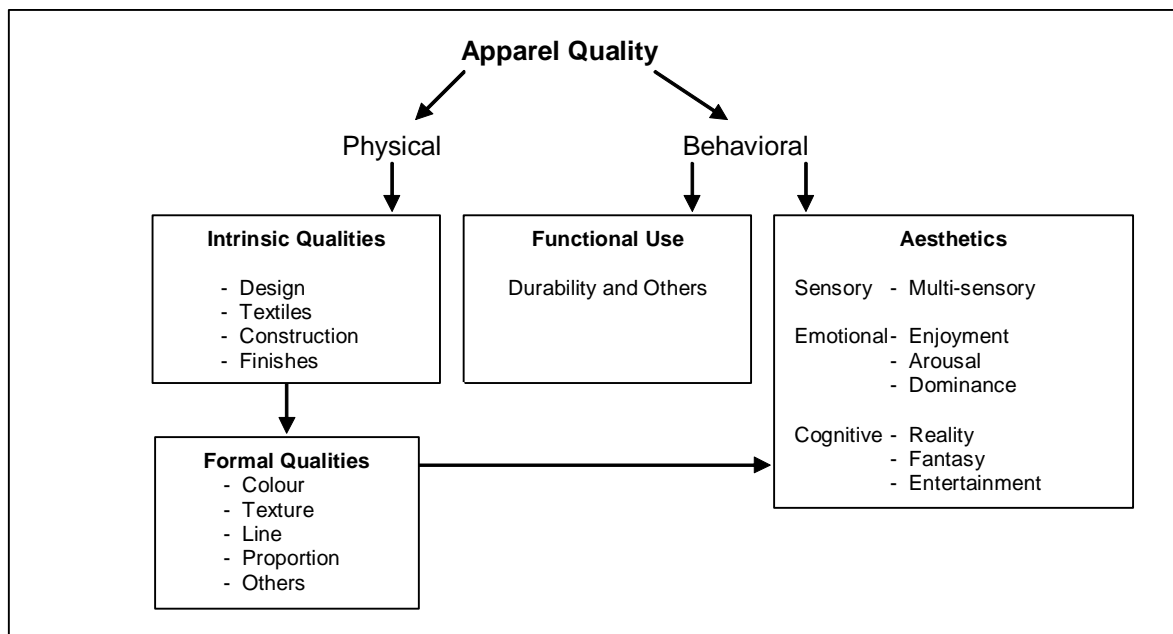 Apparel Quality
Physical
Behavioral
Intrinsic Qualities
- Design
- Textiles
- Construction
- Finishes
Functional Use
Durability and Others
Aesthetics
Sensory - Multi-sensory
Emotional - Enjoyment
- Arousal
- Dominance
Cognitive - Reality
- Fantasy
- Entertainment
Formal Qualities
- Colour
- Texture
- Line
- Proportion
- Others